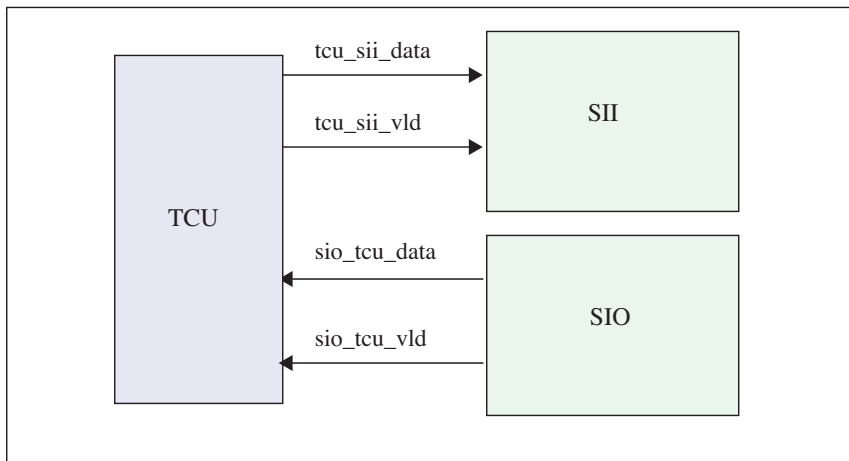 tcu_sii_data
SII
tcu_sii_vld
TCU
sio_tcu_data
SIO
sio_tcu_vld